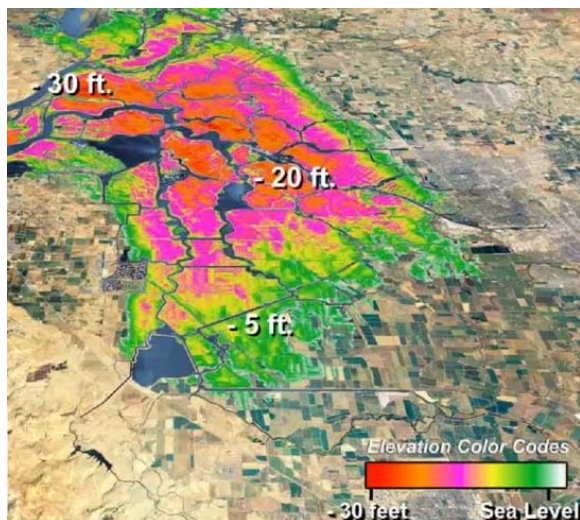 - 30 ft.
- 20 ft.
- 5 ft.
Elevation Color Codes
- 30 feet Sea Level